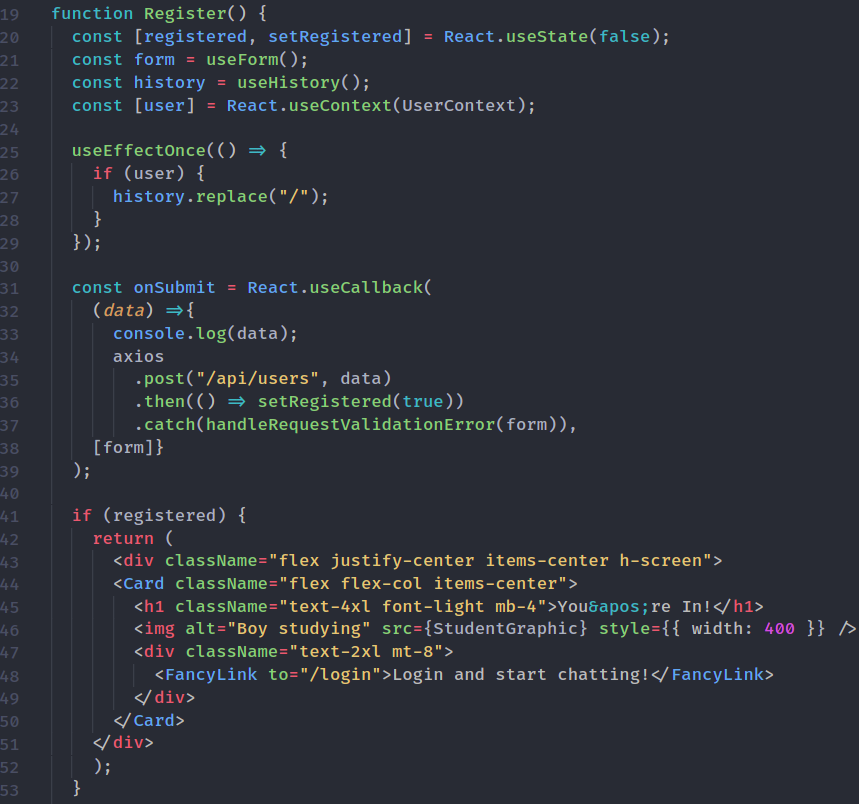 19 function Register() {
20 const [registered, setRegistered] = React.useState(false);
21 const form = useForm();
22 const history = useHistory();
23 const [user] = React.useContext(UserContext);
24
25 useEffectOnce(() => {
26 if (user) {
27 history.replace("/");
28 }
29 });
30
31 const onSubmit = React.useCallback(
32 (data) =>{
33 console.log(data);
34 axios
35 .post("/api/users", data)
36 .then(() => setRegistered(true))
37 .catch(handleRequestValidationError(form)),
38 [form]}
39 );
40
41 if (registered) {
42 return (
43 <div className="flex justify-center items-center h-screen">
44 <Card className="flex flex-col items-center">
45 <h1 className="text-4xl font-light mb-4">You&apos;re In!</h1>
46 <img alt="Boy studying" src={StudentGraphic} style={{ width: 400 }} />
47 <div className="text-2xl mt-8">
48 <FancyLink to="/login">Login and start chatting!</FancyLink>
49 </div>
50 </Card>
51 </div>
52 );
53 }